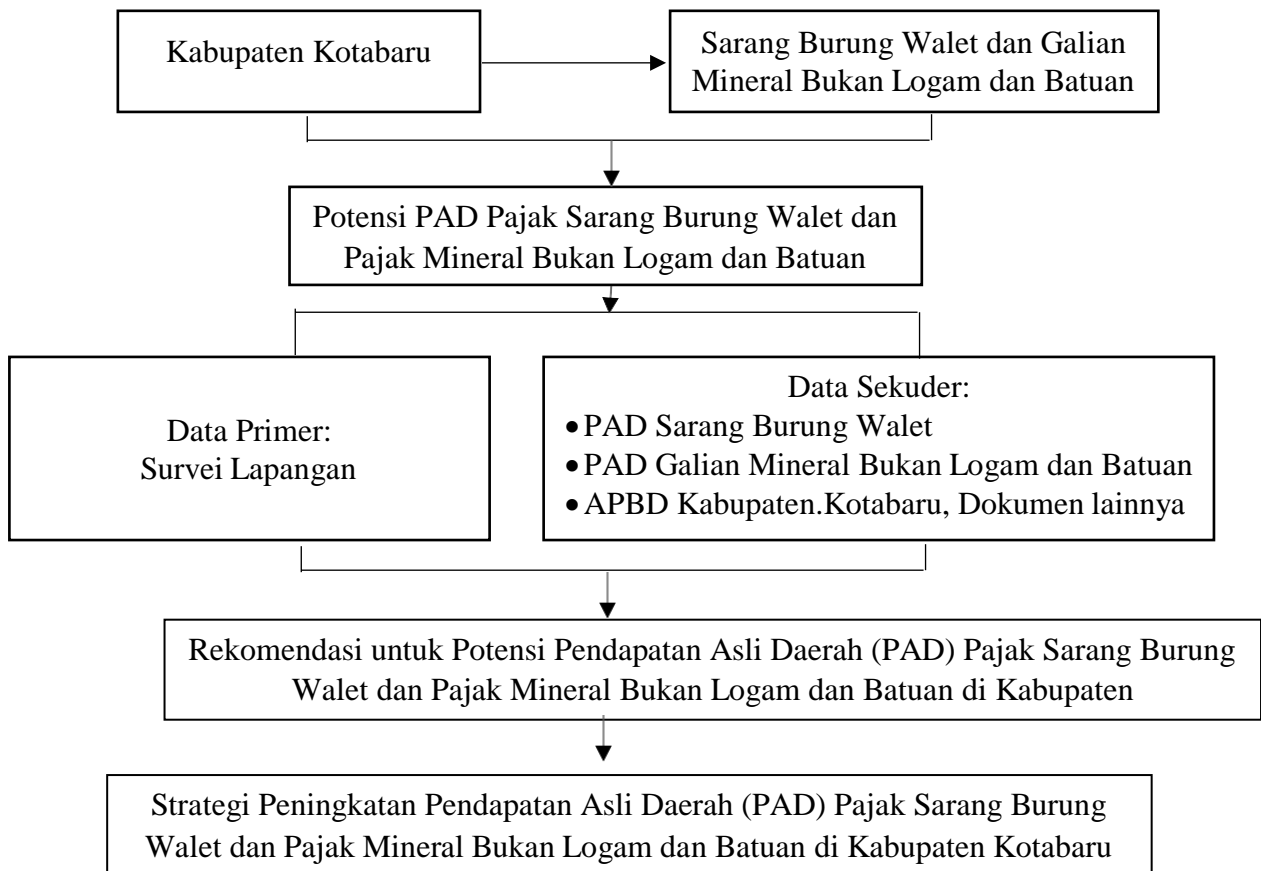 Kabupaten Kotabaru
Sarang Burung Walet dan Galian
Mineral Bukan Logam dan Batuan
Potensi PAD Pajak Sarang Burung Walet dan
Pajak Mineral Bukan Logam dan Batuan
Data Primer:
Survei Lapangan
Data Sekuder:
• PAD Sarang Burung Walet
• PAD Galian Mineral Bukan Logam dan Batuan
• APBD Kabupaten.Kotabaru, Dokumen lainnya
Rekomendasi untuk Potensi Pendapatan Asli Daerah (PAD) Pajak Sarang Burung
Walet dan Pajak Mineral Bukan Logam dan Batuan di Kabupaten
Strategi Peningkatan Pendapatan Asli Daerah (PAD) Pajak Sarang Burung
Walet dan Pajak Mineral Bukan Logam dan Batuan di Kabupaten Kotabaru